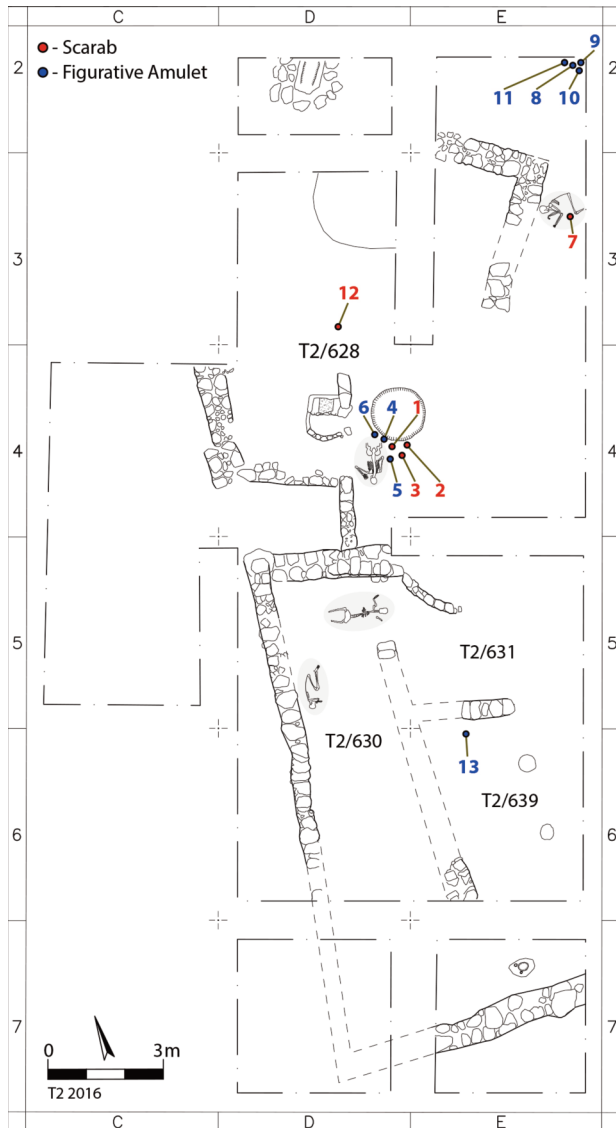 C D E
- Scarab
- Figurative Amulet
2 9 2
11 8 10
7
3 3
12
T2/628
6 4 1
4 4
5 3 2
5 T2/631 5
T2/630
13
T2/639
6 6
7 7
0 3m
T2 2016
C D E